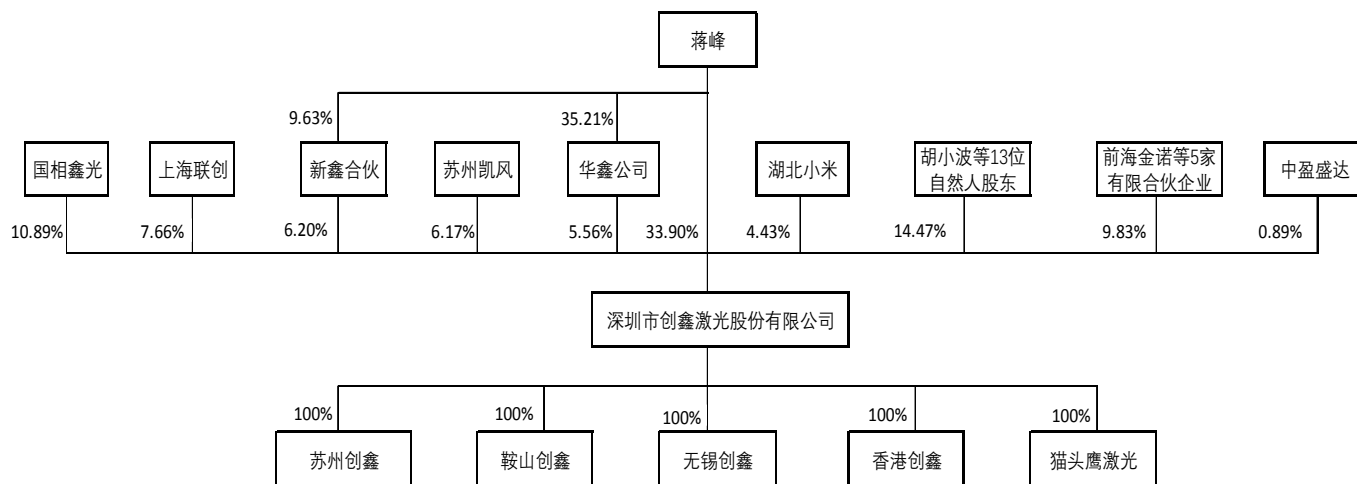 蒋峰
9.63%
35.21%
国相鑫光
上海联创
新鑫合伙
苏州凯风
华鑫公司
湖北小米
胡小波等13位
自然人股东
前海金诺等5家
有限合伙企业
中盈盛达
10.89%
7.66%
6.20%
6.17%
5.56%
33.90%
4.43%
14.47%
9.83%
0.89%
深圳市创鑫激光股份有限公司
100%
100%
100%
100%
100%
苏州创鑫
鞍山创鑫
无锡创鑫
香港创鑫
猫头鹰激光